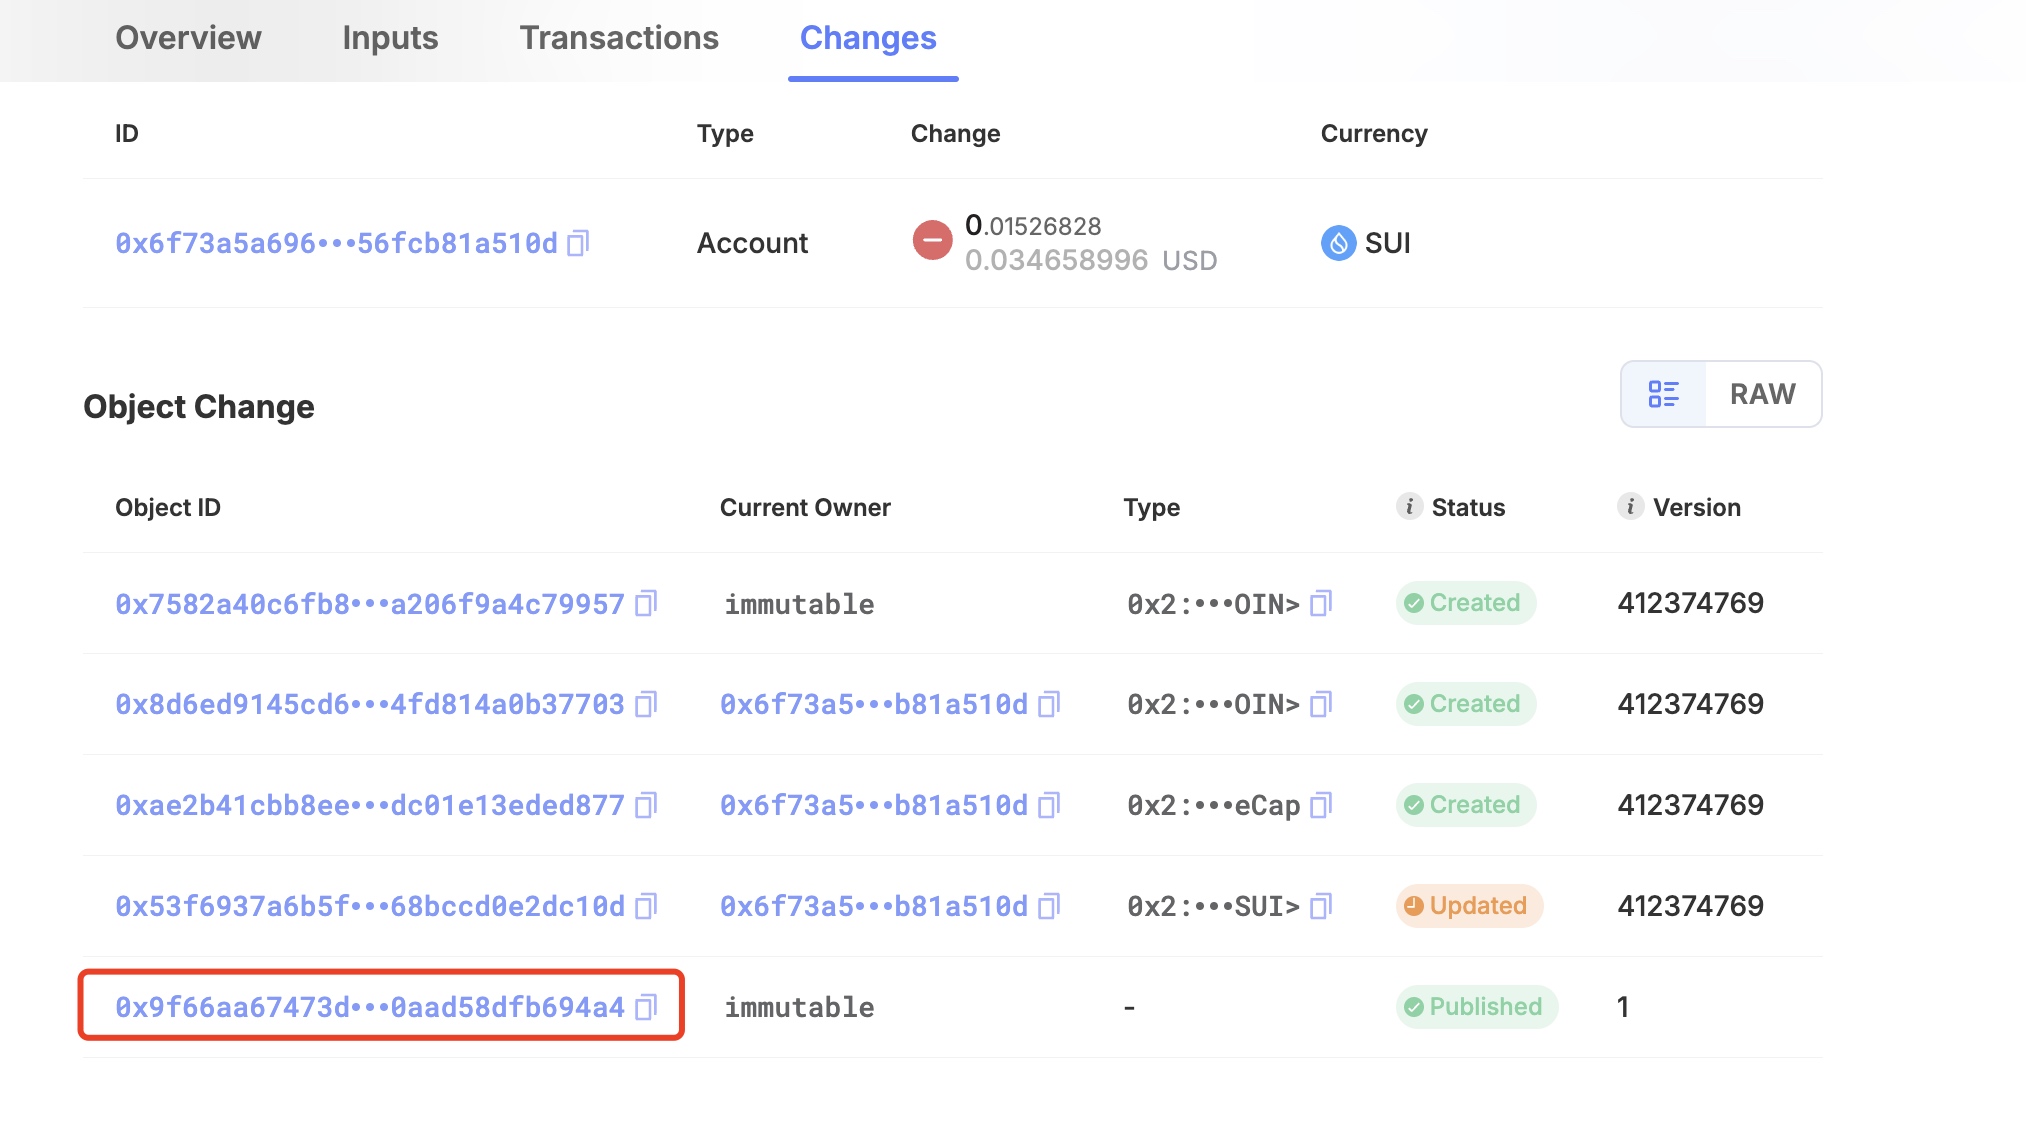 Overview Inputs Transactions Changes
ID Type Change Currency
0x6f73a5a696•••56fcb81a510d Account 0.01526828 SUI
0.034658996 USD
Object Change RAW
Object ID Current Owner Type Status Version
0x7582a40c6fb8•••a206f9a4c79957 immutable 0x2:•••OIN> Created 412374769
0x8d6ed9145cd6•••4fd814a0b37703 0x6f73a5•••b81a510d 0x2:•••OIN> Created 412374769
0xae2b41cbb8ee•••dc01e13eded877 0x6f73a5•••b81a510d 0x2:•••eCap Created 412374769
0x53f6937a6b5f•••68bccd0e2dc10d 0x6f73a5•••b81a510d 0x2:•••SUI> Updated 412374769
0x9f66aa67473d•••0aad58dfb694a4 immutable - Published 1